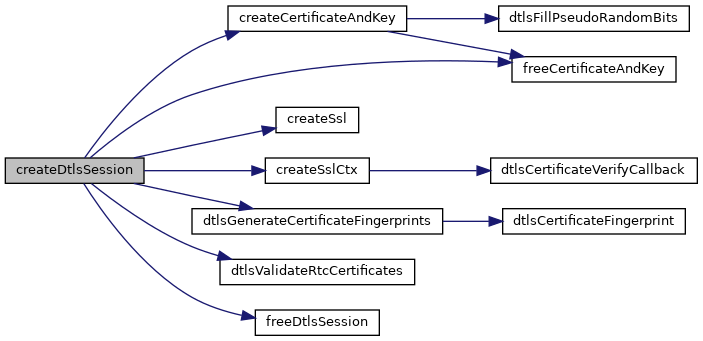 createCertificateAndKey
dtlsFillPseudoRandomBits
freeCertificateAndKey
createSsl
createDtlsSession
createSslCtx
dtlsCertificateVerifyCallback
dtlsGenerateCertificateFingerprints
dtlsCertificateFingerprint
dtlsValidateRtcCertificates
freeDtlsSession